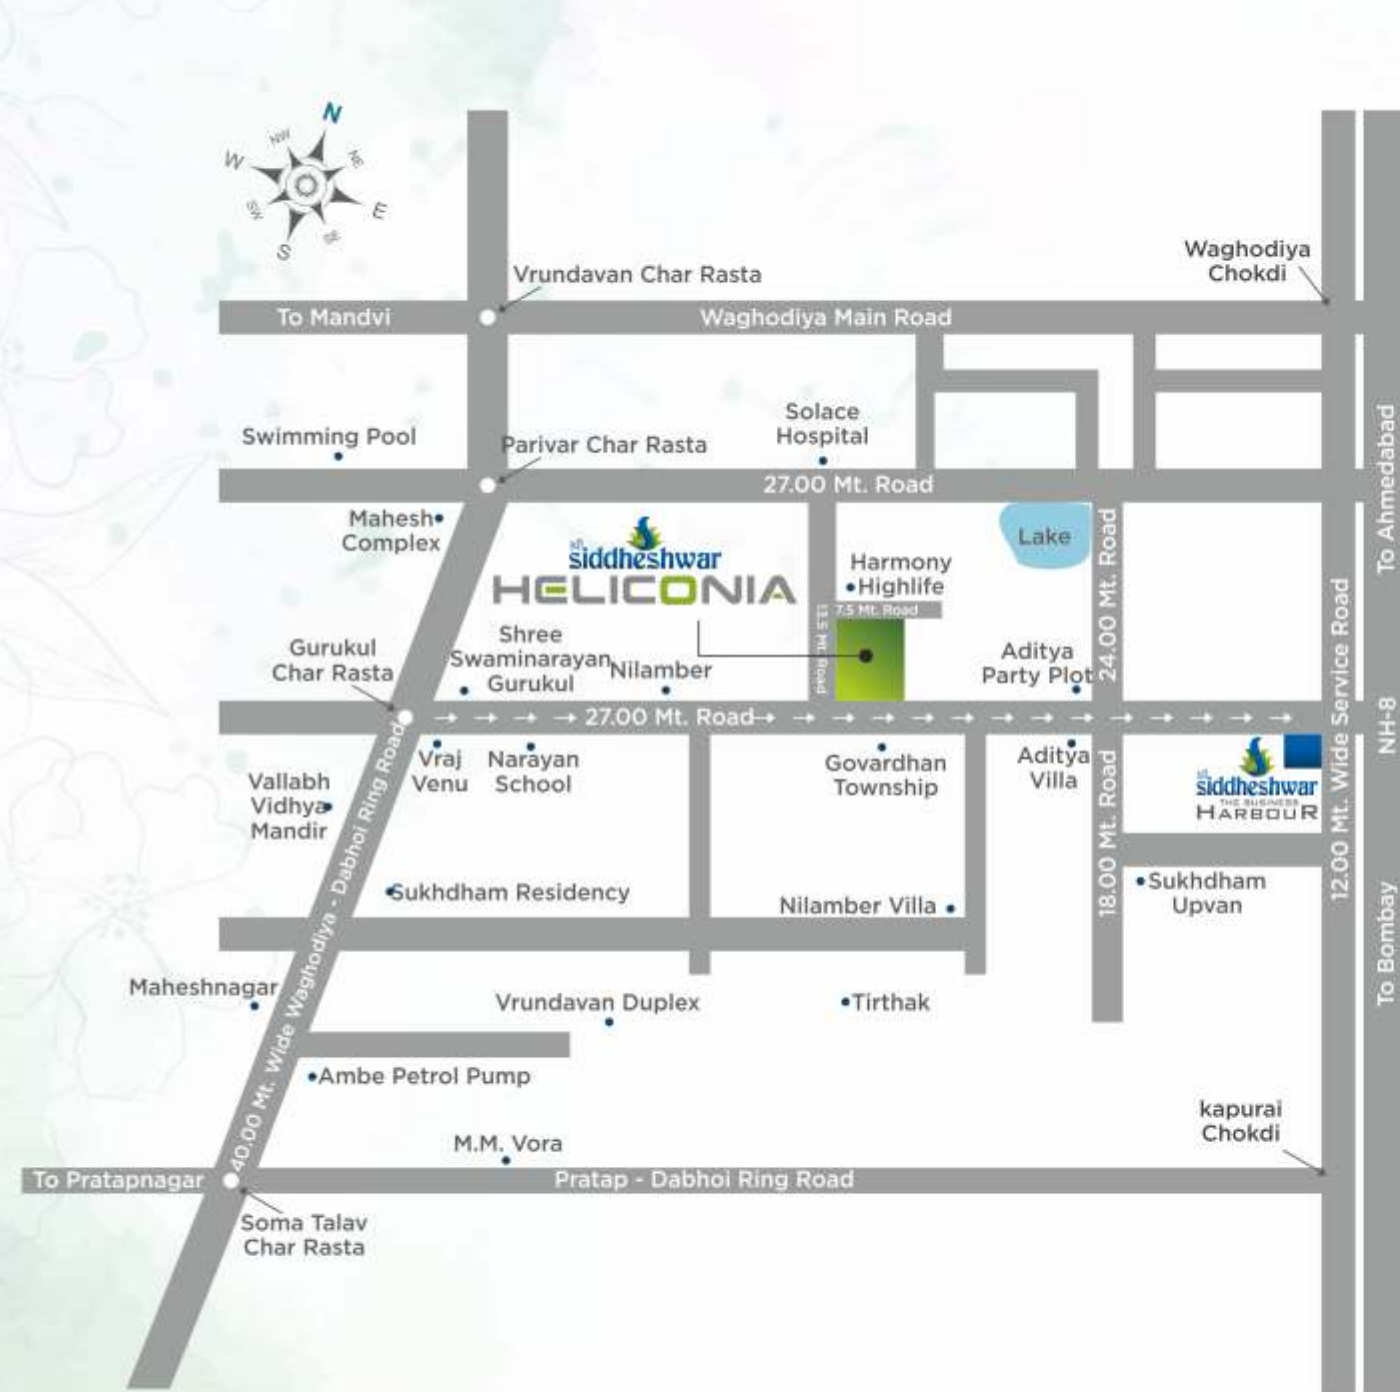 N
NW
NE
W
E
SW
SE
S
Vrundavan Char Rasta
Waghodiya
Chokdi
To Mandvi
Waghodiya Main Road
Swimming Pool
Parivar Char Rasta
Solace
Hospital
27.00 Mt. Road
To Ahmedabad
Mahesh
Complex
siddheshwar
HELICONIA
Harmony
Highlife
Lake
24.00 Mt. Road
7.5 Mt. Road
13.5 Mt. Road
Gurukul
Char Rasta
Shree
Swaminarayan
Gurukul
Nilamber
Aditya
Party Plot
12.00 Mt. Wide Service Road
NH-8
27.00 Mt. Road
Vraj
Venu
Narayan
School
Govardhan
Township
Aditya
Villa
siddheshwar
THE BUSINESS
HARBOUR
Vallabh
Vidhya
Mandir
40.00 Mt. Wide Waghodiya - Dabhoi Ring Road
18.00 Mt. Road
Sukhdham Residency
Nilamber Villa
Sukhdham
Upvan
To Bombay
Maheshnagar
Vrundavan Duplex
Tirthak
Ambe Petrol Pump
M.M. Vora
kapurai
Chokdi
To Pratapnagar
Pratap - Dabhoi Ring Road
Soma Talav
Char Rasta